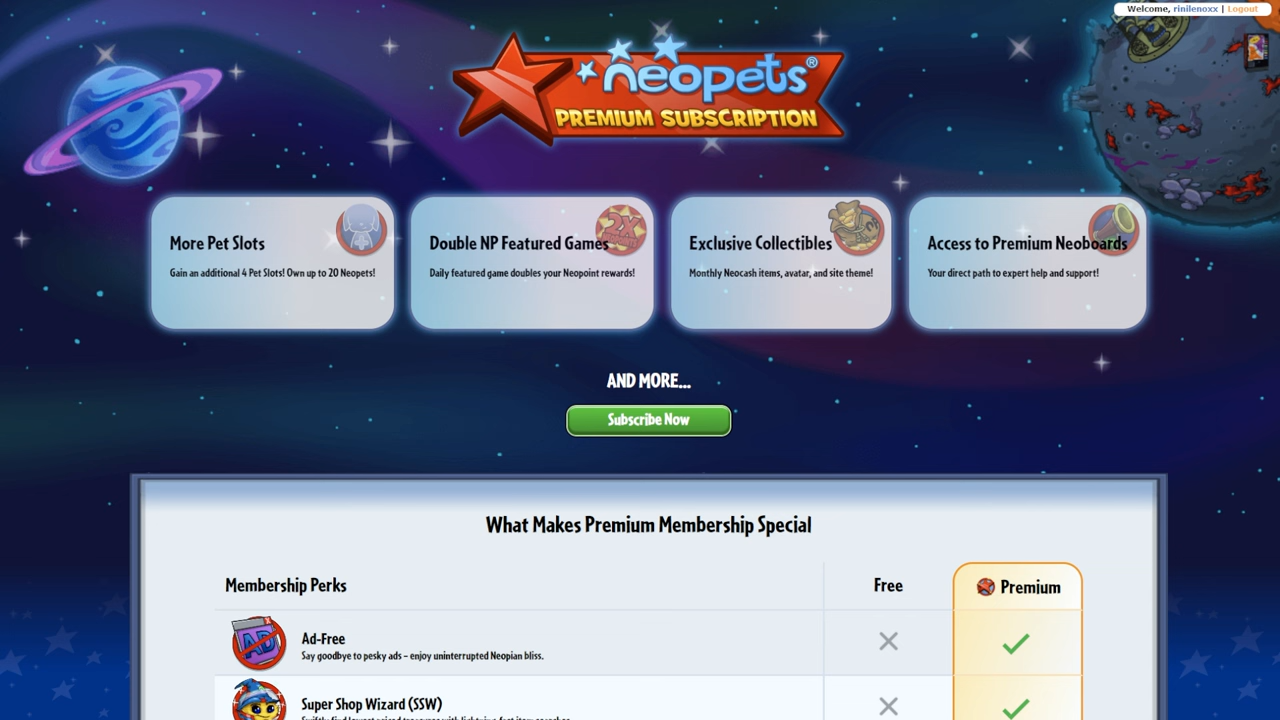 Welcome, rinilenoxx | Logout
neopets®
PREMIUM SUBSCRIPTION
More Pet Slots
Gain an additional 4 Pet Slots! Own up to 20 Neopets!
2X
Double NP Featured Games
Daily featured game doubles your Neopoint rewards!
Exclusive Collectibles
Monthly Neocash items, avatar, and site theme!
Access to Premium Neoboards
Your direct path to expert help and support!
AND MORE...
Subscribe Now
What Makes Premium Membership Special
Membership Perks
Free
Premium
AD
Ad-Free
Say goodbye to pesky ads – enjoy uninterrupted Neopian bliss.
Super Shop Wizard (SSW)